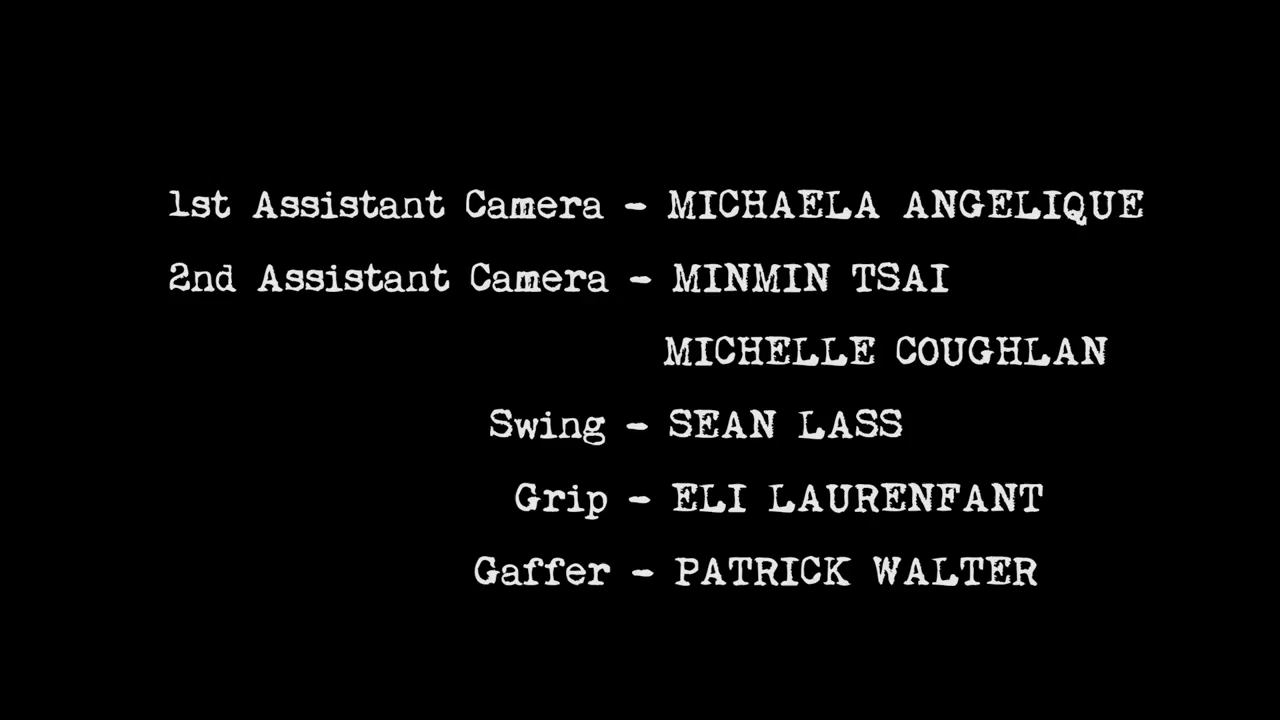 1st Assistant Camera - MICHAELA ANGELIQUE
2nd Assistant Camera - MINMIN TSAI
MICHELLE COUGHLAN
Swing - SEAN LASS
Grip - ELI LAURENFANT
Gaffer - PATRICK WALTER